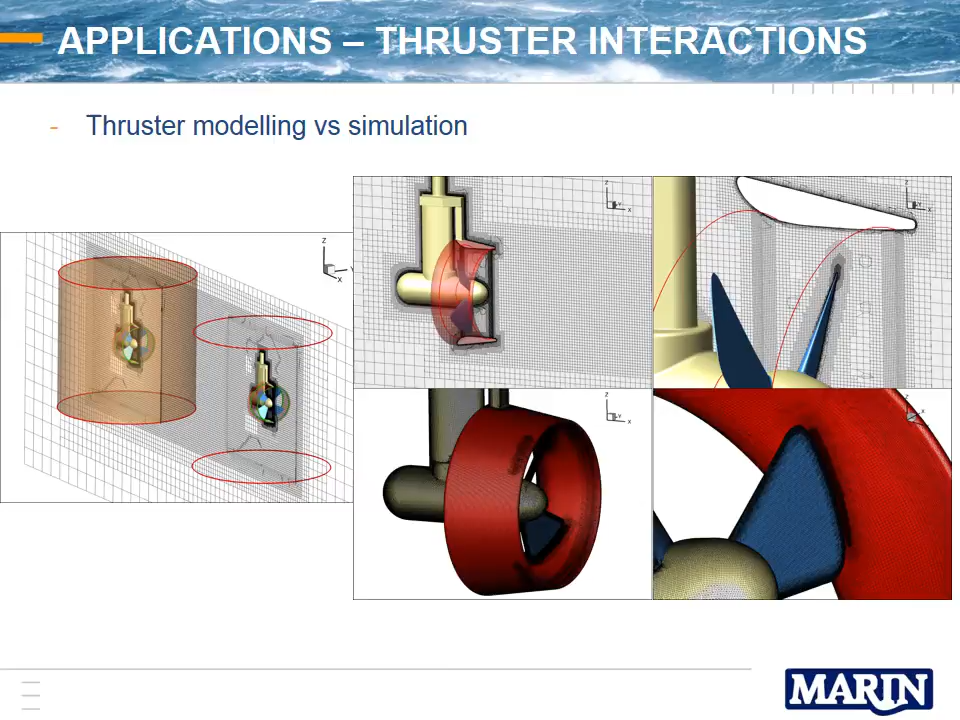 APPLICATIONS – THRUSTER INTERACTIONS
- Thruster modelling vs simulation
Z
Y
X
Z
Y
X
Z
Y
X
Z
Y
X
MARIN